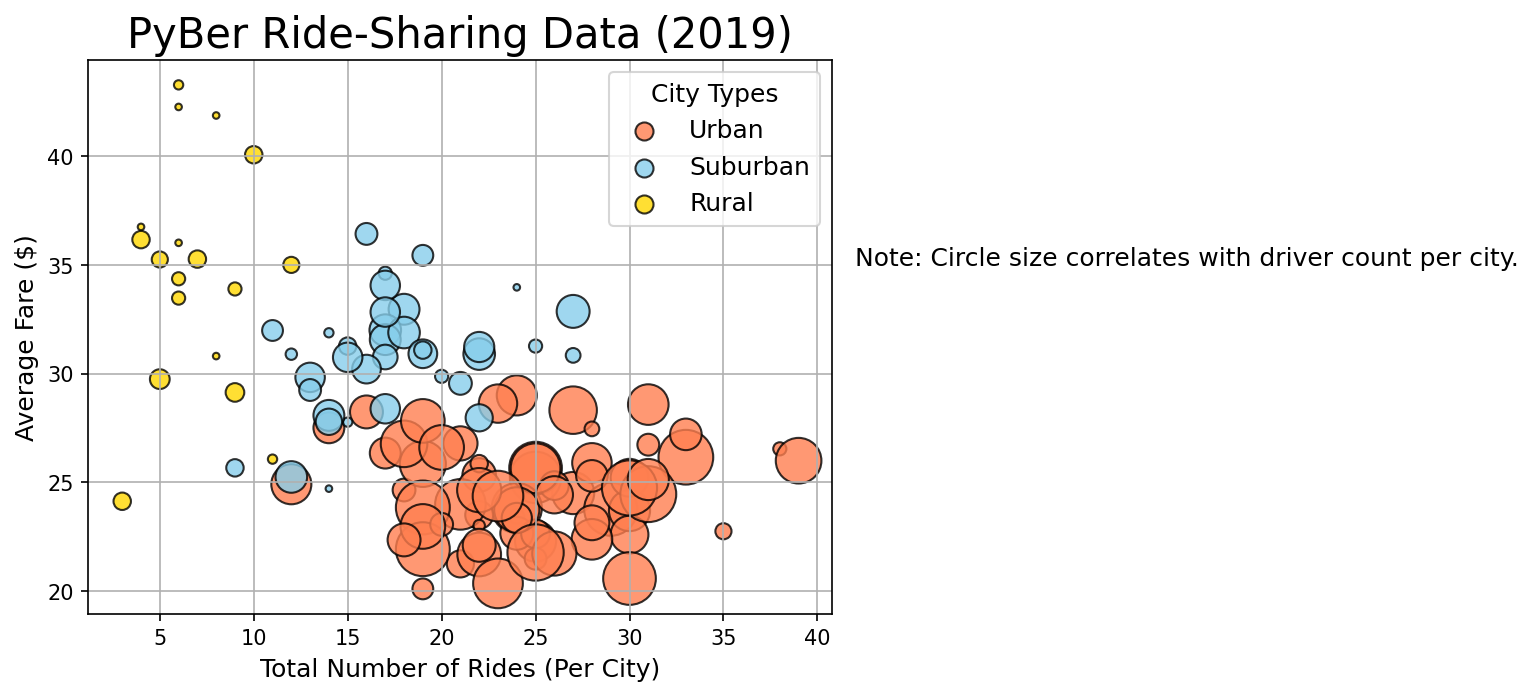 PyBer Ride-Sharing Data (2019)
City Types
Urban
Suburban
Rural
Average Fare ($)
40
35
30
25
20
5 10 15 20 25 30 35 40
Total Number of Rides (Per City)
Note: Circle size correlates with driver count per city.